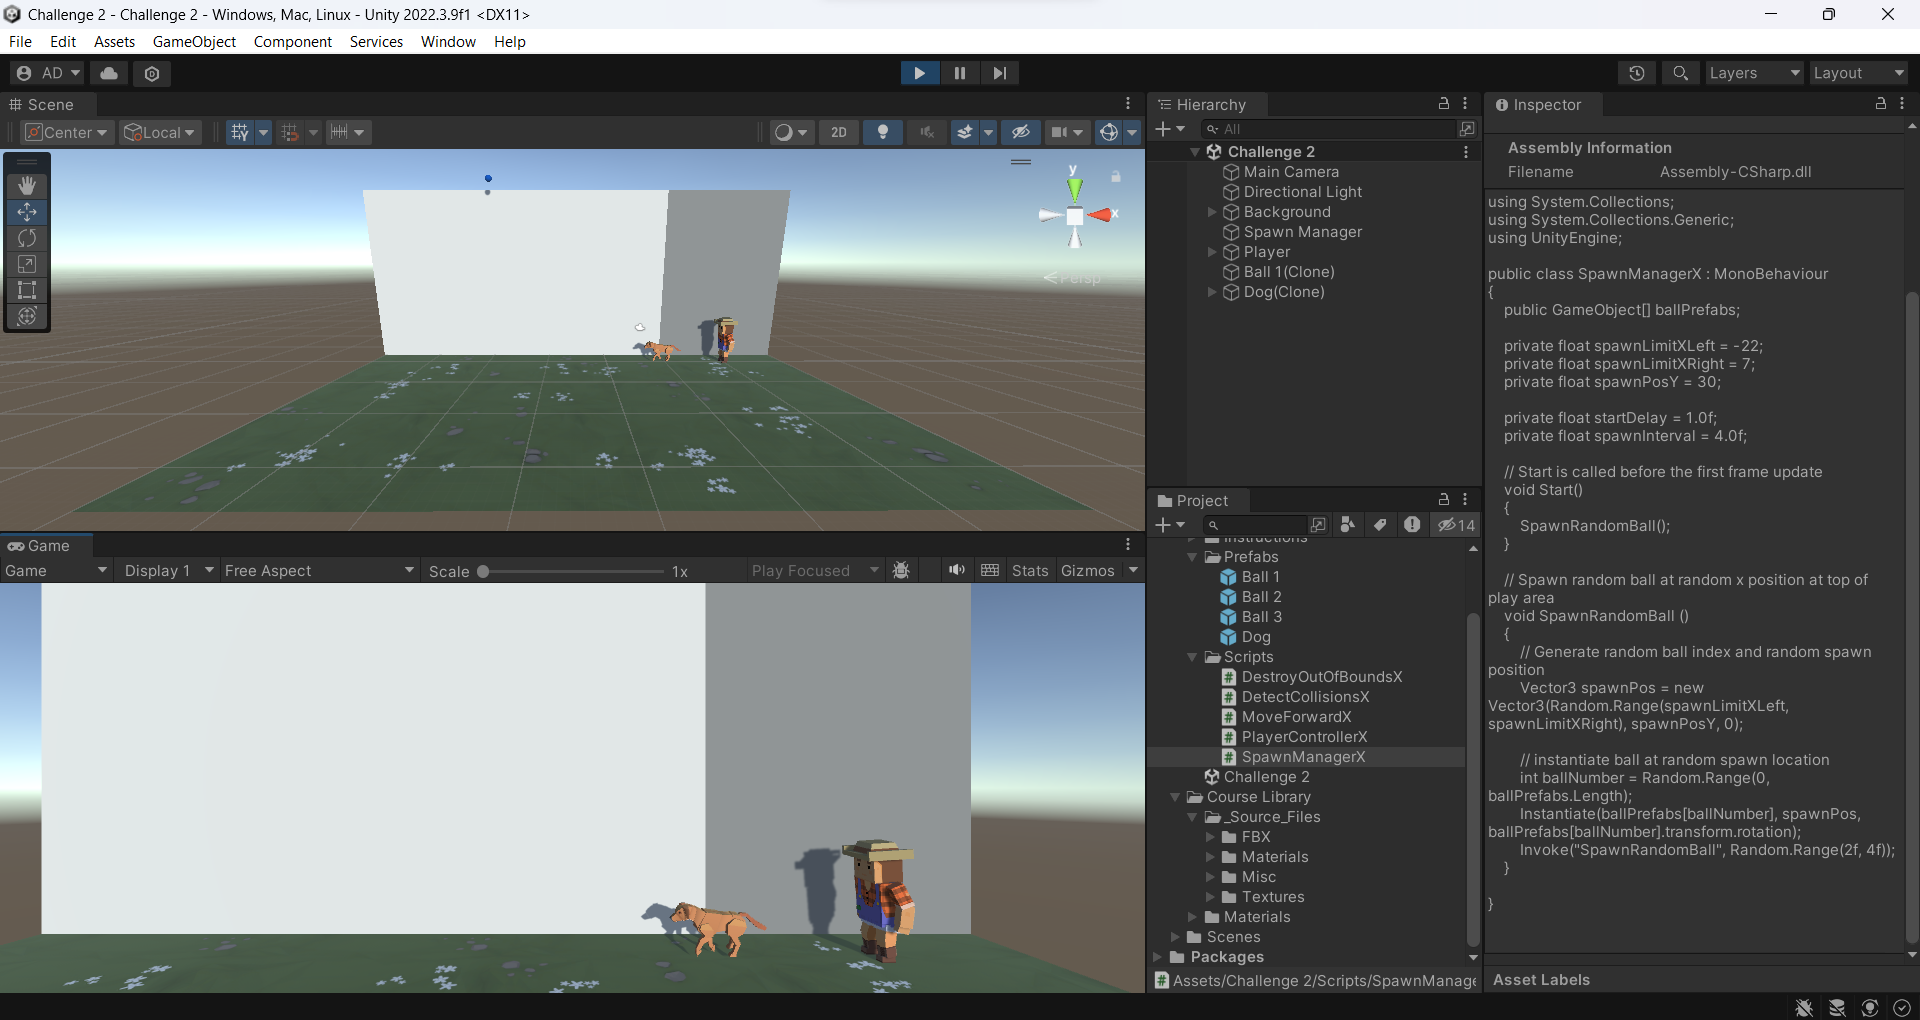 Challenge 2 - Challenge 2 - Windows, Mac, Linux - Unity 2022.3.9f1 <DX11>
File Edit Assets GameObject Component Services Window Help
AD
Layers Layout
Scene
Center Local 2D
y
x
Persp
Game
Game Display 1 Free Aspect Scale 1x Play Focused Stats Gizmos
Hierarchy
All
Challenge 2
Main Camera
Directional Light
Background
Spawn Manager
Player
Ball 1(Clone)
Dog(Clone)
Project
14
Instructions
Prefabs
Ball 1
Ball 2
Ball 3
Dog
Scripts
DestroyOutOfBoundsX
DetectCollisionsX
MoveForwardX
PlayerControllerX
SpawnManagerX
Challenge 2
Course Library
_Source_Files
FBX
Materials
Misc
Textures
Materials
Scenes
Packages
Assets/Challenge 2/Scripts/SpawnManage
Inspector
Assembly Information
Filename Assembly-CSharp.dll
using System.Collections;
using System.Collections.Generic;
using UnityEngine;
public class SpawnManagerX : MonoBehaviour
{
public GameObject[] ballPrefabs;
private float spawnLimitXLeft = -22;
private float spawnLimitXRight = 7;
private float spawnPosY = 30;
private float startDelay = 1.0f;
private float spawnInterval = 4.0f;
// Start is called before the first frame update
void Start()
{
SpawnRandomBall();
}
// Spawn random ball at random x position at top of
play area
void SpawnRandomBall ()
{
// Generate random ball index and random spawn
position
Vector3 spawnPos = new
Vector3(Random.Range(spawnLimitXLeft,
spawnLimitXRight), spawnPosY, 0);
// instantiate ball at random spawn location
int ballNumber = Random.Range(0,
ballPrefabs.Length);
Instantiate(ballPrefabs[ballNumber], spawnPos,
ballPrefabs[ballNumber].transform.rotation);
Invoke("SpawnRandomBall", Random.Range(2f, 4f));
}
}
Asset Labels